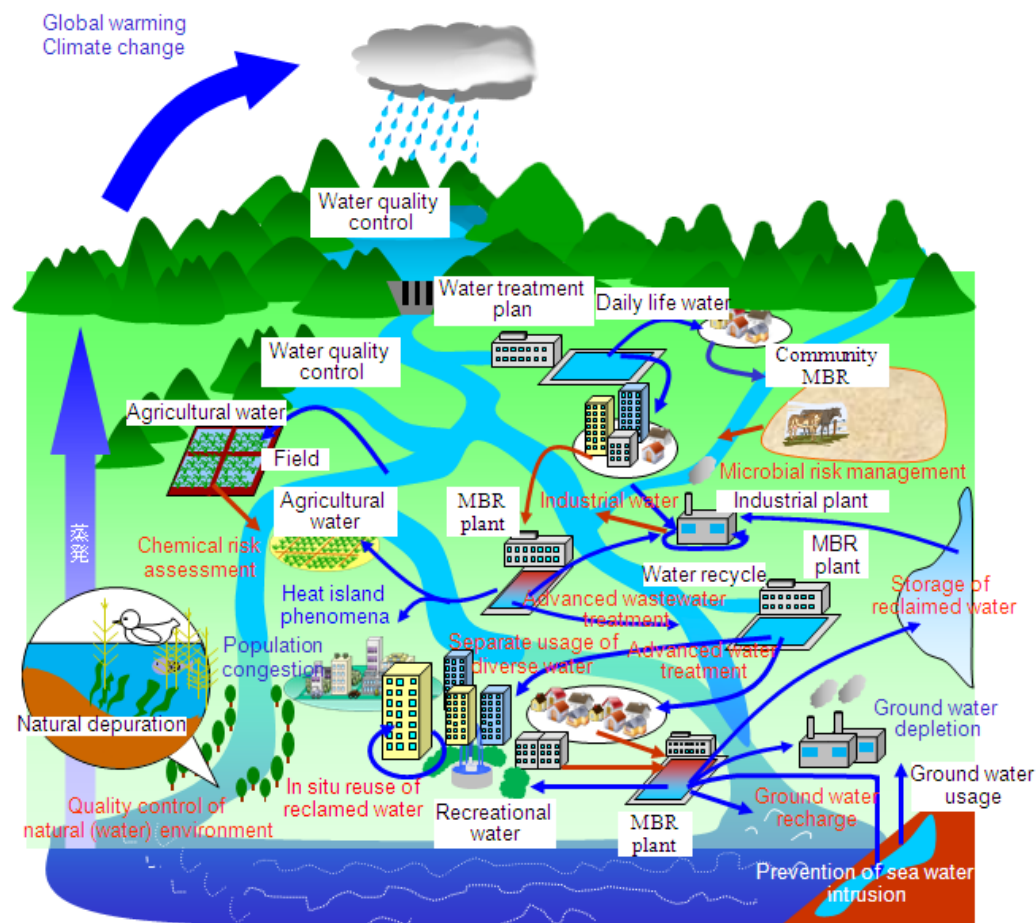 Global warming
Climate change
Water quality
control
Water treatment
plan
Daily life water
Water quality
control
Community
MBR
Agricultural water
Field
Microbial risk management
Agricultural
water
MBR
plant
Industrial water
Industrial plant
蒸発
Chemical risk
assessment
MBR
plant
Water recycle
Storage of
reclaimed water
Heat island
phenomena
Advanced wastewater
treatment
Population
congestion
Separate usage of
diverse water
Advanced water
treatment
Natural depuration
Ground water
depletion
In situ reuse of
reclamed water
Quality control of
natural (water) environment
Recreational
water
MBR
plant
Ground water
recharge
Ground water
usage
Prevention of sea water
intrusion